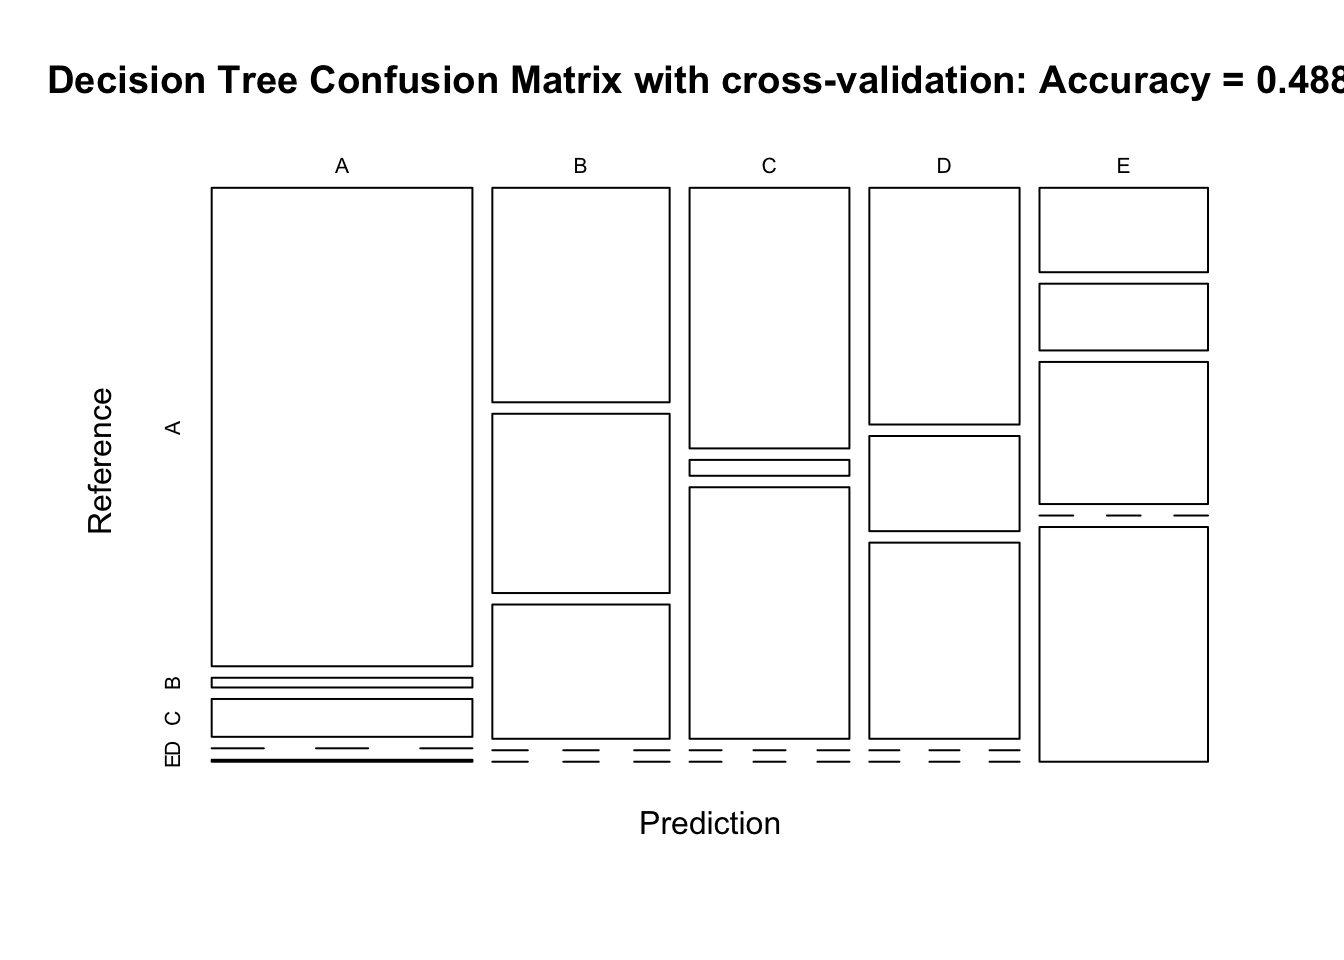 Decision Tree Confusion Matrix with cross-validation: Accuracy = 0.488
A B C D E
Reference
A
B
C
D
E
Prediction